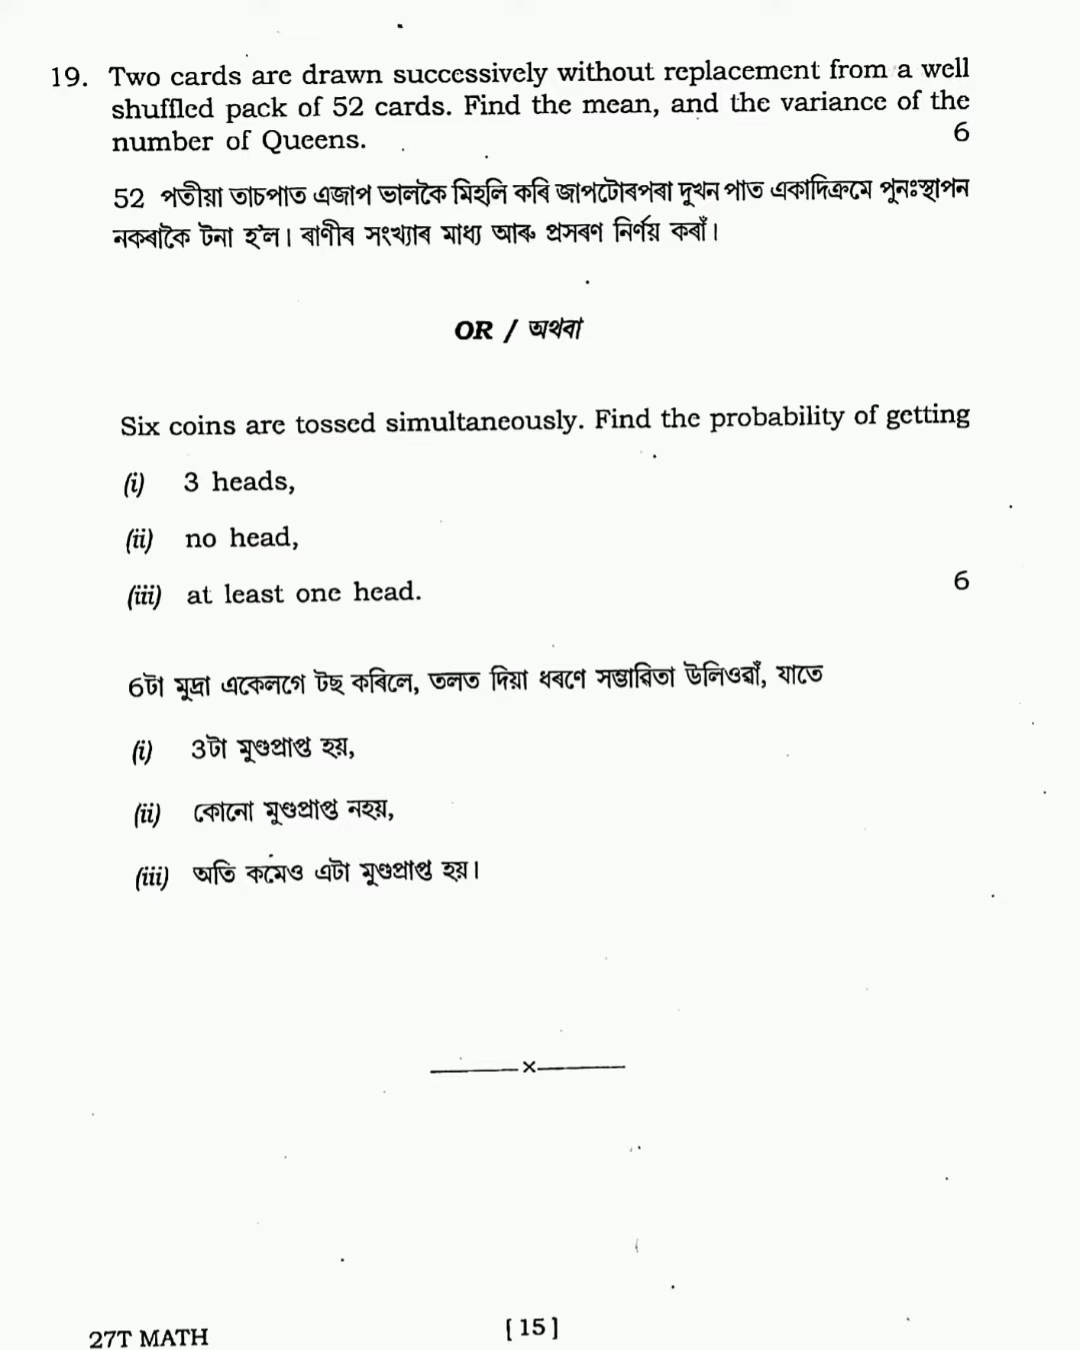 19. Two cards are drawn successively without replacement from a well
shuffled pack of 52 cards. Find the mean, and the variance of the
number of Queens. 6
52 পতীয়া তাচপাত এজাপ ভালকৈ মিহলি কৰি জাপটোৰপৰা দুখন পাত একাদিক্ৰমে পুনঃস্থাপন
নকৰাকৈ টনা হ'ল। ৰাণীৰ সংখ্যাৰ মাধ্য আৰু প্ৰসৰণ নিৰ্ণয় কৰাঁ।
OR / অথবা
Six coins are tossed simultaneously. Find the probability of getting
(i) 3 heads,
(ii) no head,
(iii) at least one head. 6
6টা মুদ্ৰা একেলগে টছ কৰিলে, তলত দিয়া ধৰণে সম্ভাৱিতা উলিওৱাঁ, যাতে
(i) 3টা মুণ্ডপ্ৰাপ্ত হয়,
(ii) কোনো মুণ্ডপ্ৰাপ্ত নহয়,
(iii) অতি কমেও এটা মুণ্ডপ্ৰাপ্ত হয়।
x
27T MATH [ 15 ]